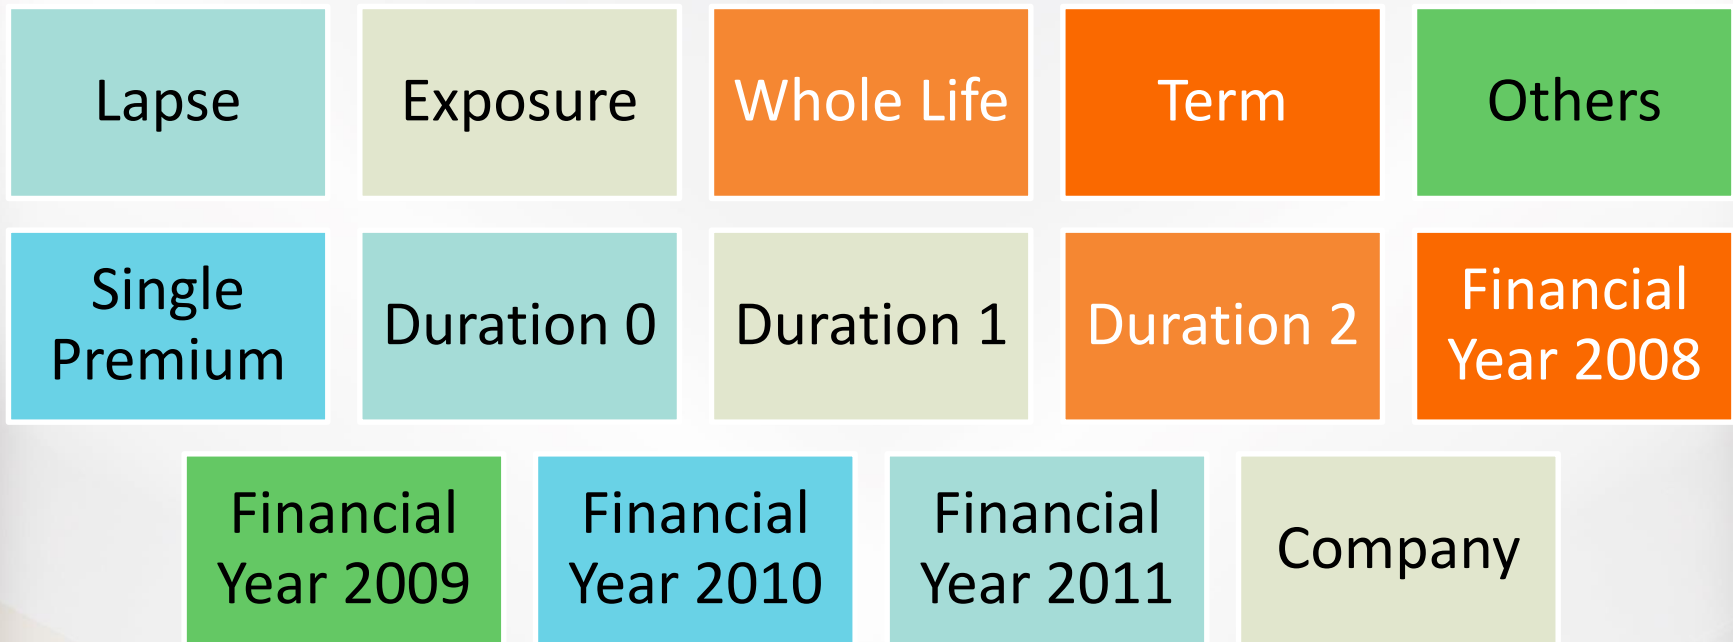 Lapse
Exposure
Whole Life
Term
Others
Single
Premium
Duration 0
Duration 1
Duration 2
Financial
Year 2008
Financial
Year 2009
Financial
Year 2010
Financial
Year 2011
Company